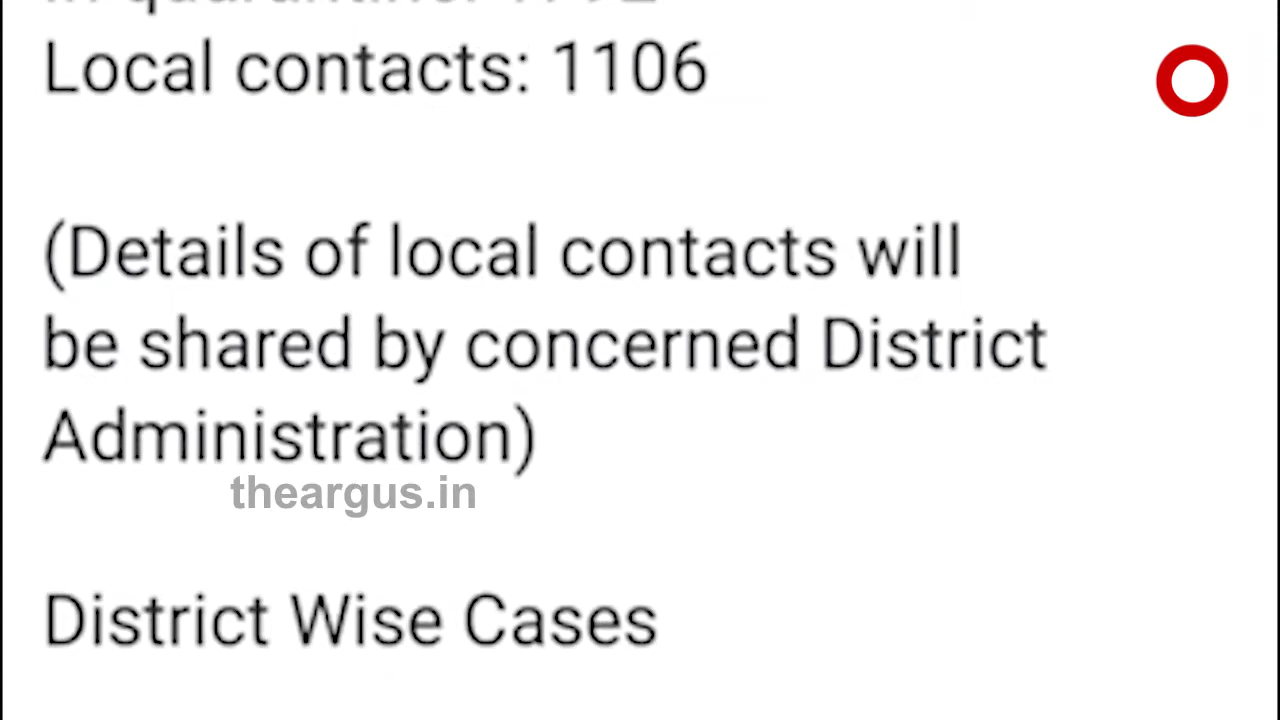 Local contacts: 1106
(Details of local contacts will
be shared by concerned District
Administration)
theargus.in
District Wise Cases